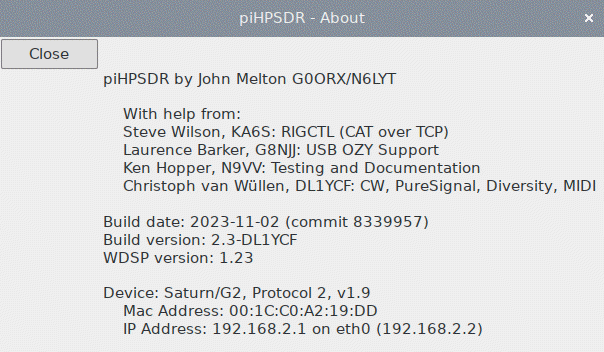 piHPSDR - About
×
Close
piHPSDR by John Melton G0ORX/N6LYT
With help from:
Steve Wilson, KA6S: RIGCTL (CAT over TCP)
Laurence Barker, G8NJJ: USB OZY Support
Ken Hopper, N9VV: Testing and Documentation
Christoph van Wüllen, DL1YCF: CW, PureSignal, Diversity, MIDI
Build date: 2023-11-02 (commit 8339957)
Build version: 2.3-DL1YCF
WDSP version: 1.23
Device: Saturn/G2, Protocol 2, v1.9
Mac Address: 00:1C:C0:A2:19:DD
IP Address: 192.168.2.1 on eth0 (192.168.2.2)